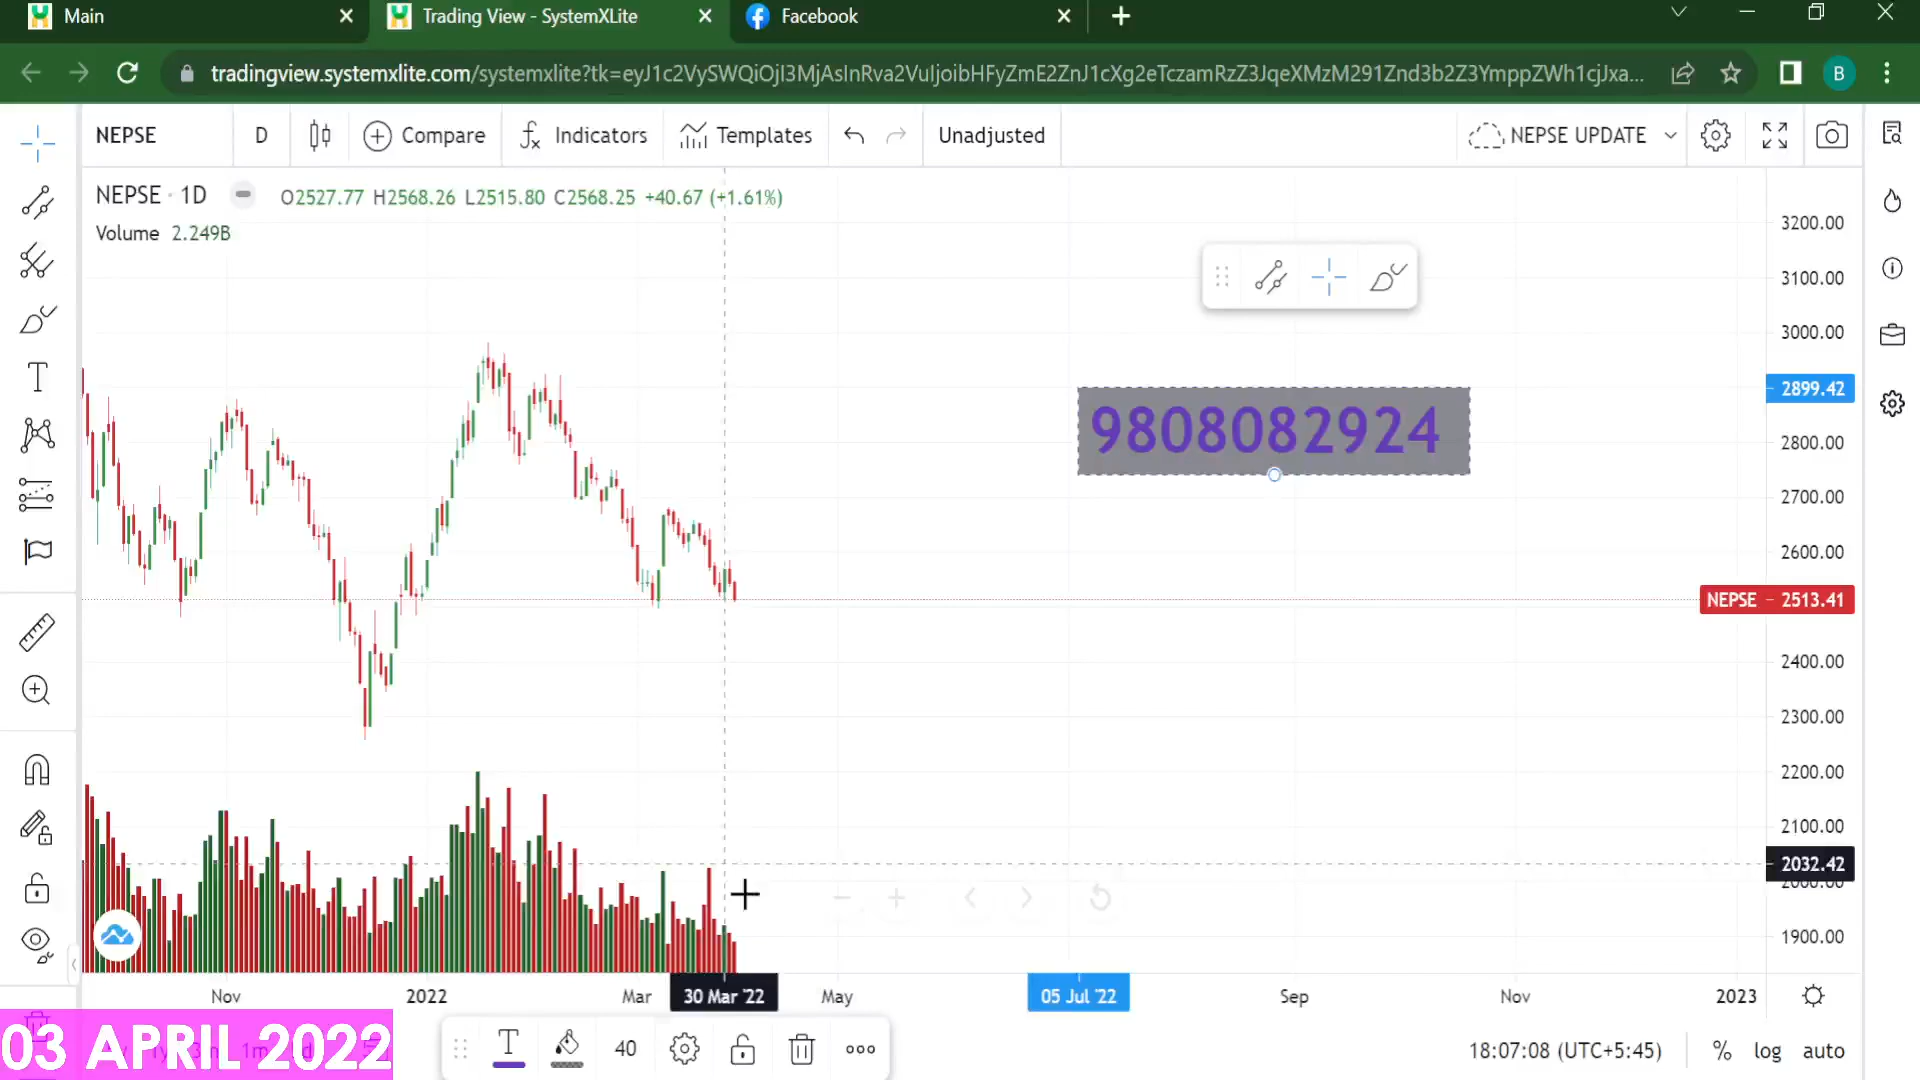 Main
Trading View - SystemXLite
Facebook
tradingview.systemxlite.com/systemxlite?tk=eyJ1c2VySWQiOjI3MjAsInRva2VuIjoibHFyZmE2ZnJ1cXg2eTczamRzZ3JqeXMzM291Znd3b2Z3YmppZWh1cjJxa...
B
NEPSE
D
Compare
Indicators
Templates
Unadjusted
NEPSE UPDATE
NEPSE · 1D
O2527.77 H2568.26 L2515.80 C2568.25 +40.67 (+1.61%)
Volume 2.249B
3200.00
3100.00
3000.00
2899.42
9808082924
2800.00
2700.00
2600.00
NEPSE 2513.41
2400.00
2300.00
2200.00
2100.00
2032.42
2000.00
1900.00
Nov
2022
Mar
30 Mar '22
May
05 Jul '22
Sep
Nov
2023
03 APRIL 2022
T
40
18:07:08 (UTC+5:45)
%
log
auto